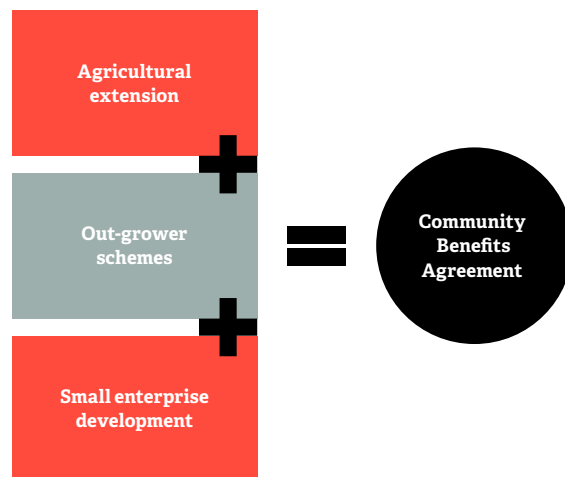 Agricultural
extension
Out-grower
schemes
Small enterprise
development
Community
Benefits
Agreement